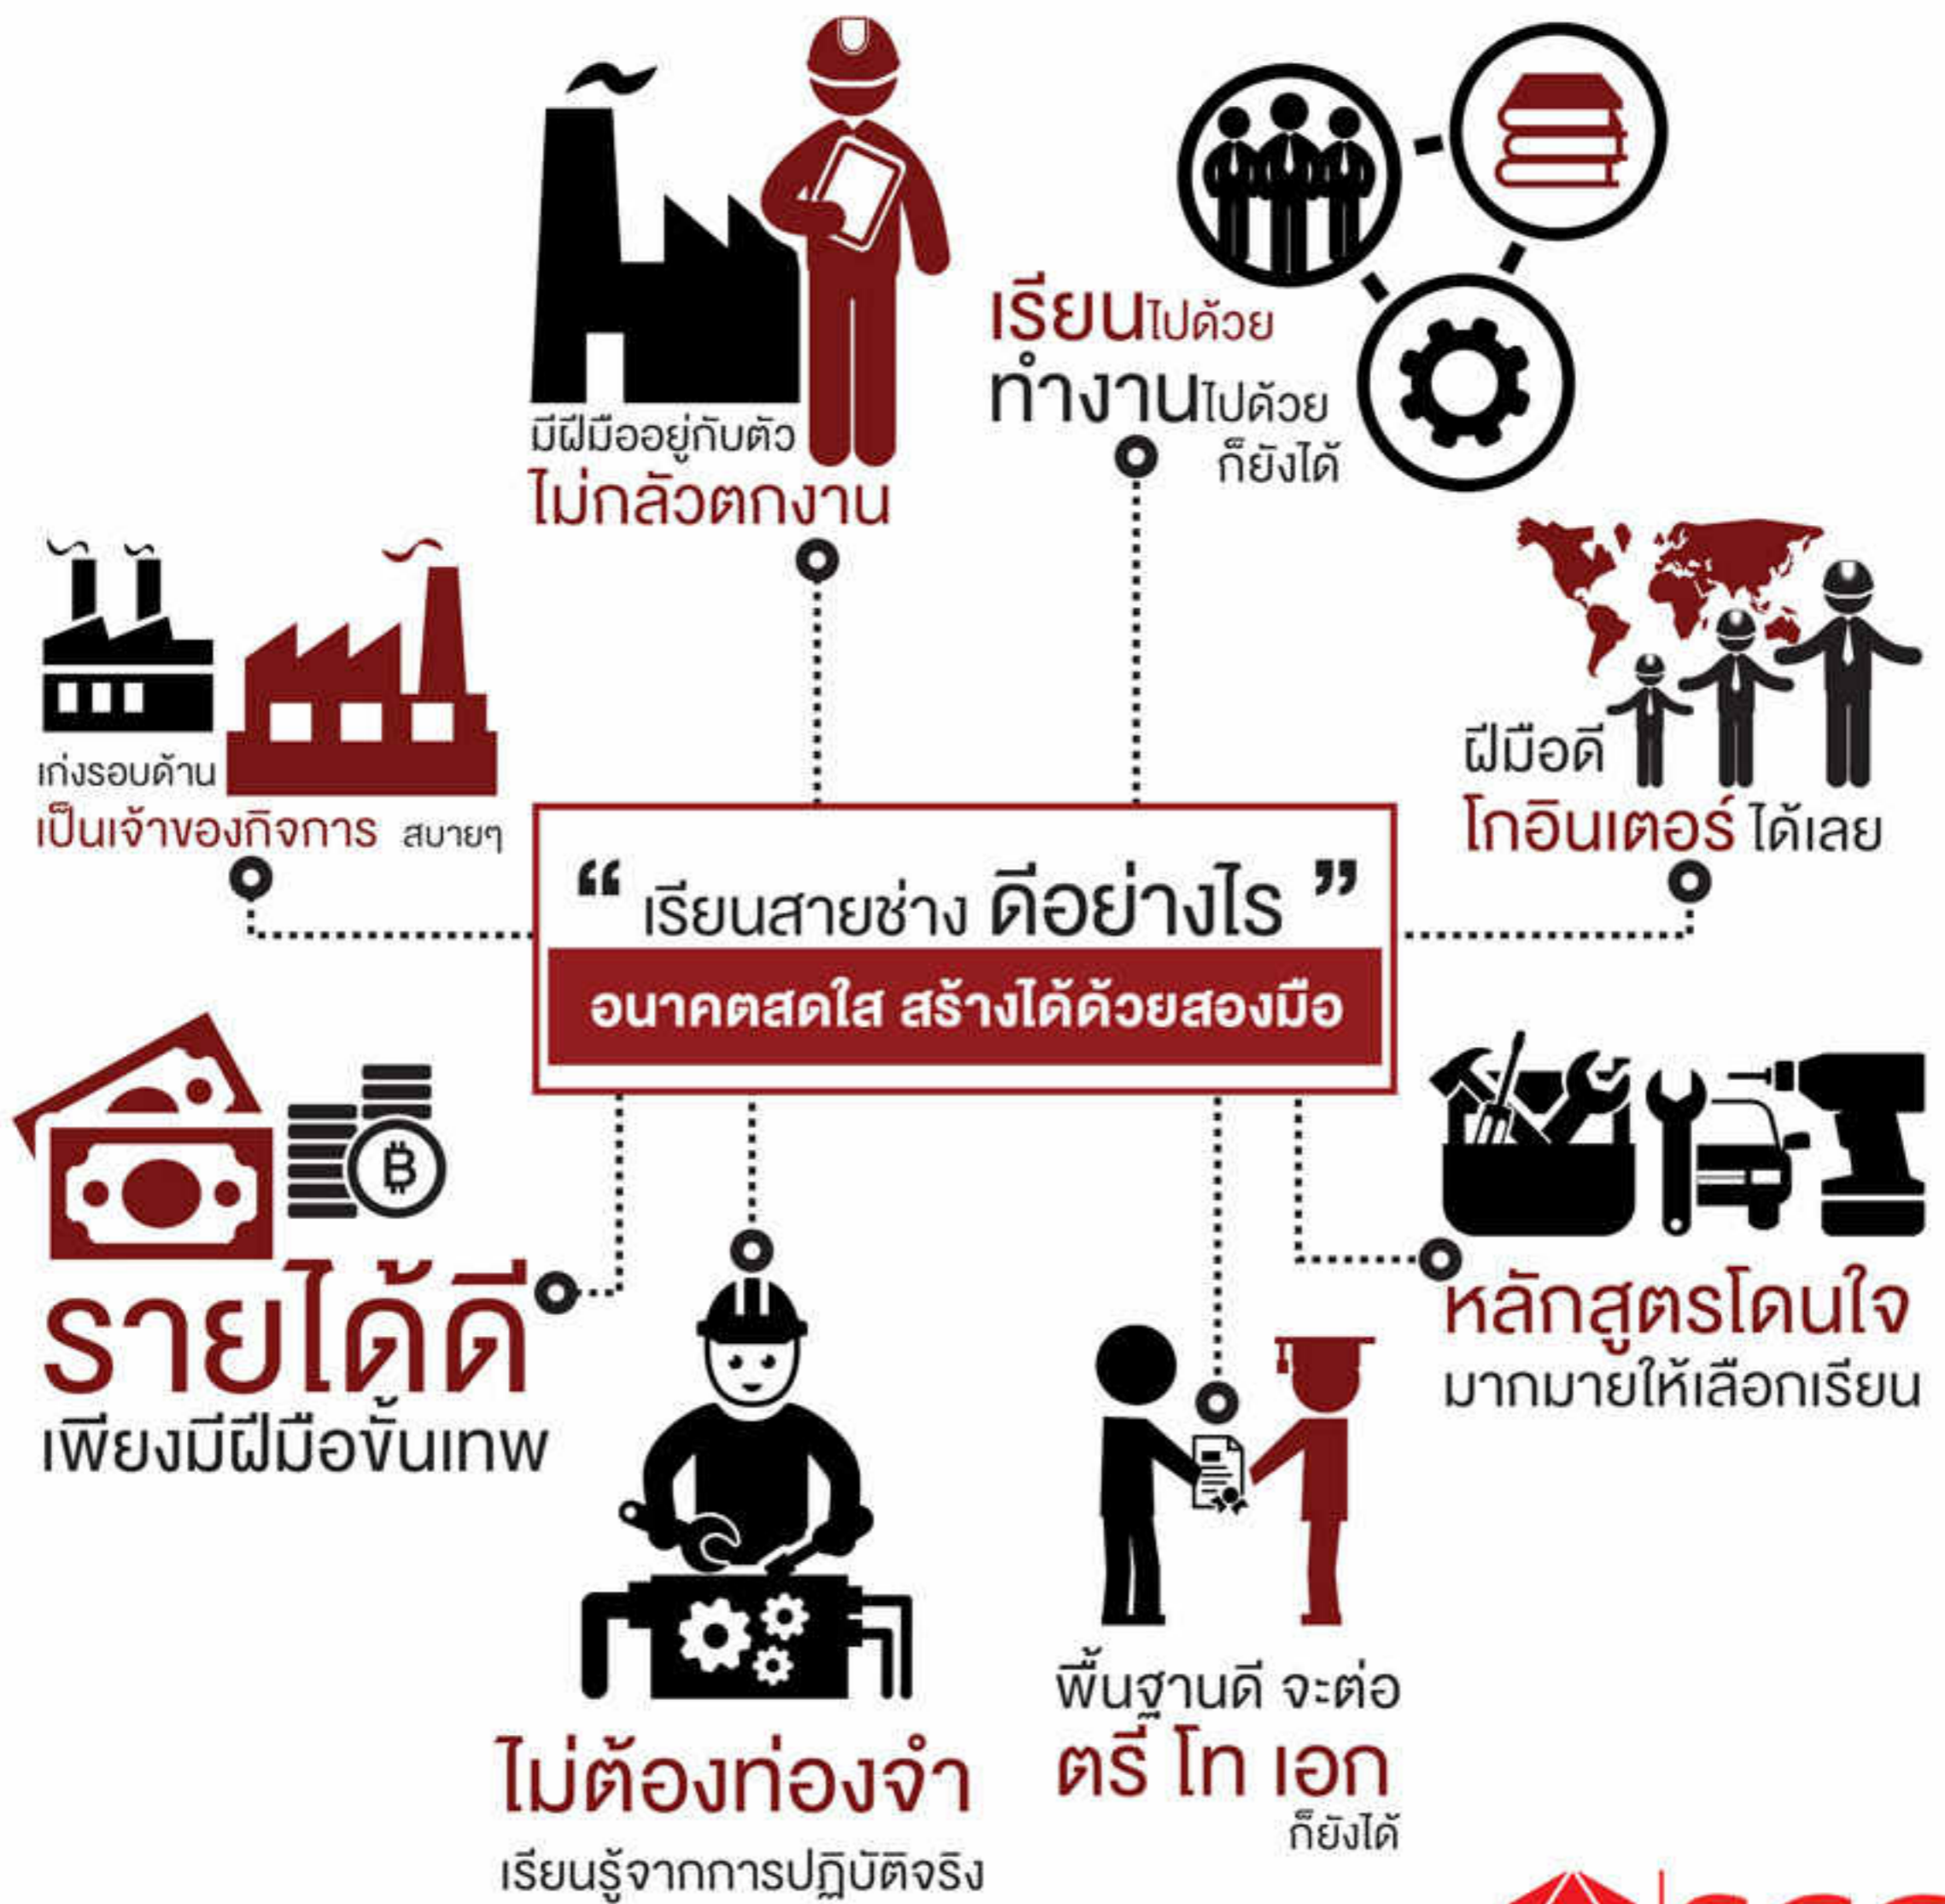 มีฝีมืออยู่กับตัว
ไม่กลัวตกงาน
เรียนไปด้วย
ทำงานไปด้วย
ก็ยังได้
เก่งรอบด้าน
เป็นเจ้าของกิจการ สบายๆ
ฝีมือดี
โกอินเตอร์ ได้เลย
“ เรียนสายช่าง ดีอย่างไร ”
อนาคตสดใส สร้างได้ด้วยสองมือ
รายได้ดี
เพียงมีฝีมือขั้นเทพ
หลักสูตรโดนใจ
มากมายให้เลือกเรียน
ไม่ต้องท่องจำ
เรียนรู้จากการปฏิบัติจริง
พื้นฐานดี จะต่อ
ตรี โท เอก
ก็ยังได้